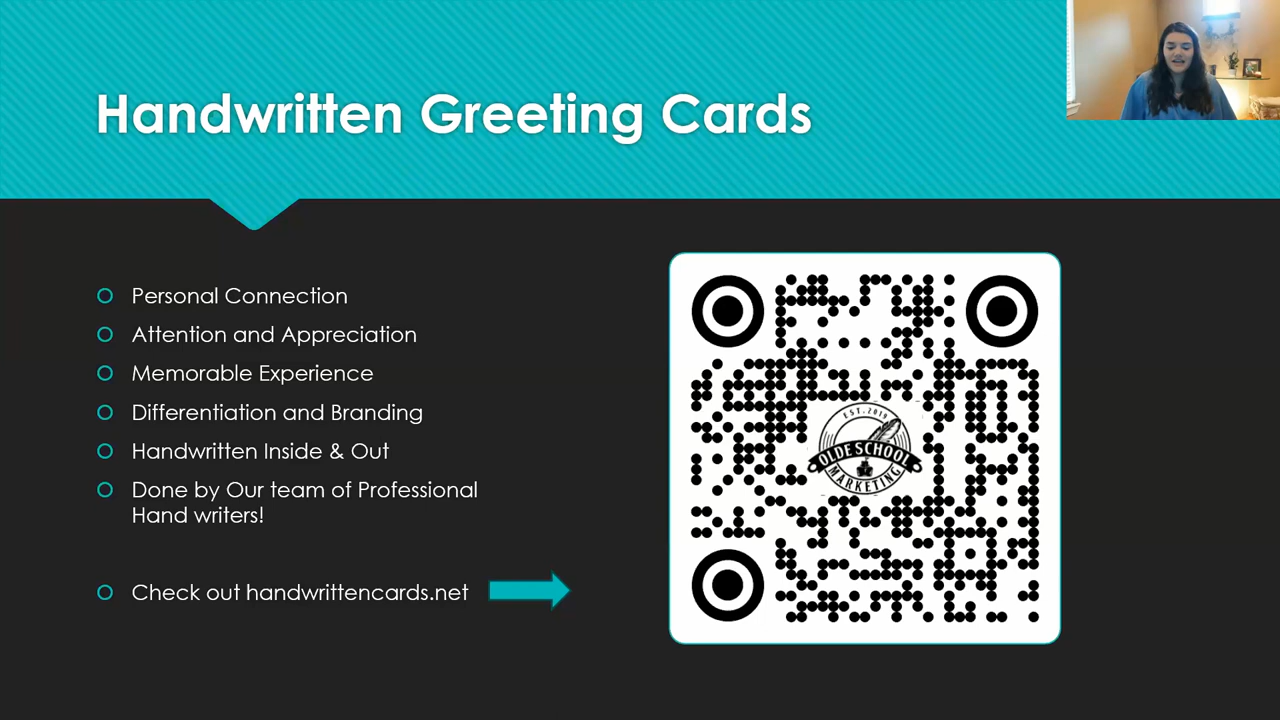 Handwritten Greeting Cards
Personal Connection
Attention and Appreciation
Memorable Experience
Differentiation and Branding
Handwritten Inside & Out
Done by Our team of Professional
Hand writers!
Check out handwrittencards.net
EST. 2019
OLDE SCHOOL
MARKETING